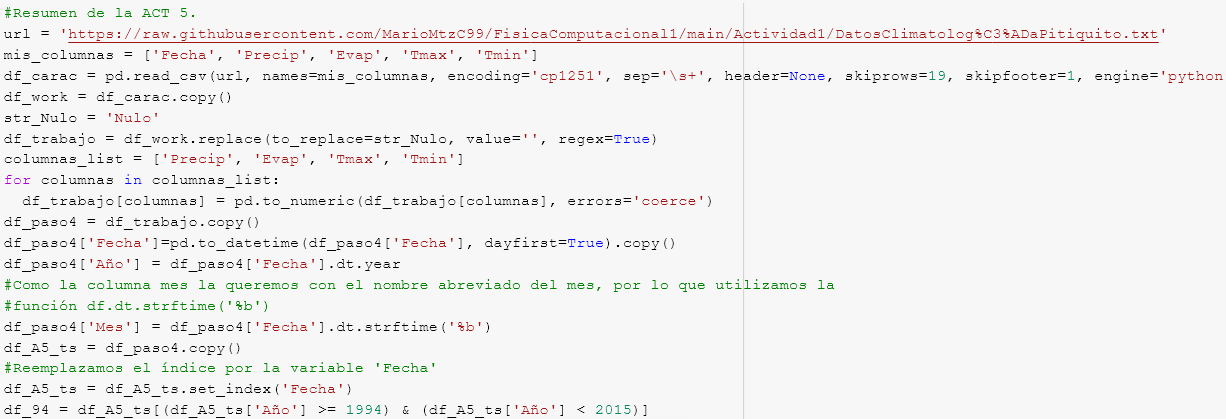 #Resumen de la ACT 5.
url = 'https://raw.githubusercontent.com/MarioMtzC99/FisicaComputacional1/main/Actividad1/DatosClimatolog%C3%ADaPitiquito.txt'
mis_columnas = ['Fecha', 'Precip', 'Evap', 'Tmax', 'Tmin']
df_carac = pd.read_csv(url, names=mis_columnas, encoding='cp1251', sep='\s+', header=None, skiprows=19, skipfooter=1, engine='python
df_work = df_carac.copy()
str_Nulo = 'Nulo'
df_trabajo = df_work.replace(to_replace=str_Nulo, value='', regex=True)
columnas_list = ['Precip', 'Evap', 'Tmax', 'Tmin']
for columnas in columnas_list:
  df_trabajo[columnas] = pd.to_numeric(df_trabajo[columnas], errors='coerce')
df_paso4 = df_trabajo.copy()
df_paso4['Fecha']=pd.to_datetime(df_paso4['Fecha'], dayfirst=True).copy()
df_paso4['Año'] = df_paso4['Fecha'].dt.year
#Como la columna mes la queremos con el nombre abreviado del mes, por lo que utilizamos la
#función df.dt.strftime('%b')
df_paso4['Mes'] = df_paso4['Fecha'].dt.strftime('%b')
df_A5_ts = df_paso4.copy()
#Reemplazamos el índice por la variable 'Fecha'
df_A5_ts = df_A5_ts.set_index('Fecha')
df_94 = df_A5_ts[(df_A5_ts['Año'] >= 1994) & (df_A5_ts['Año'] < 2015)]